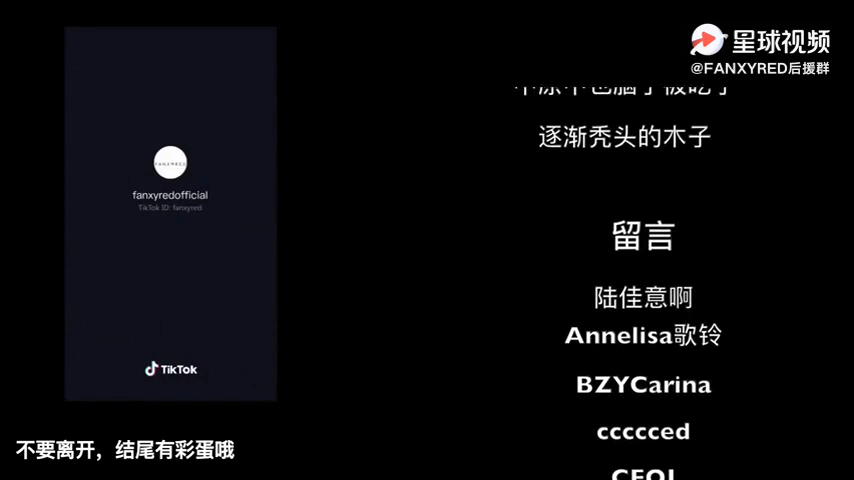 星球视频
@FANXYRED后援群
逐渐秃头的木子
留言
陆佳意啊
Annelisa歌铃
BZYCarina
ccccced
FANXYRED
fanxyredofficial
TikTok ID: fanxyred
TikTok
不要离开，结尾有彩蛋哦